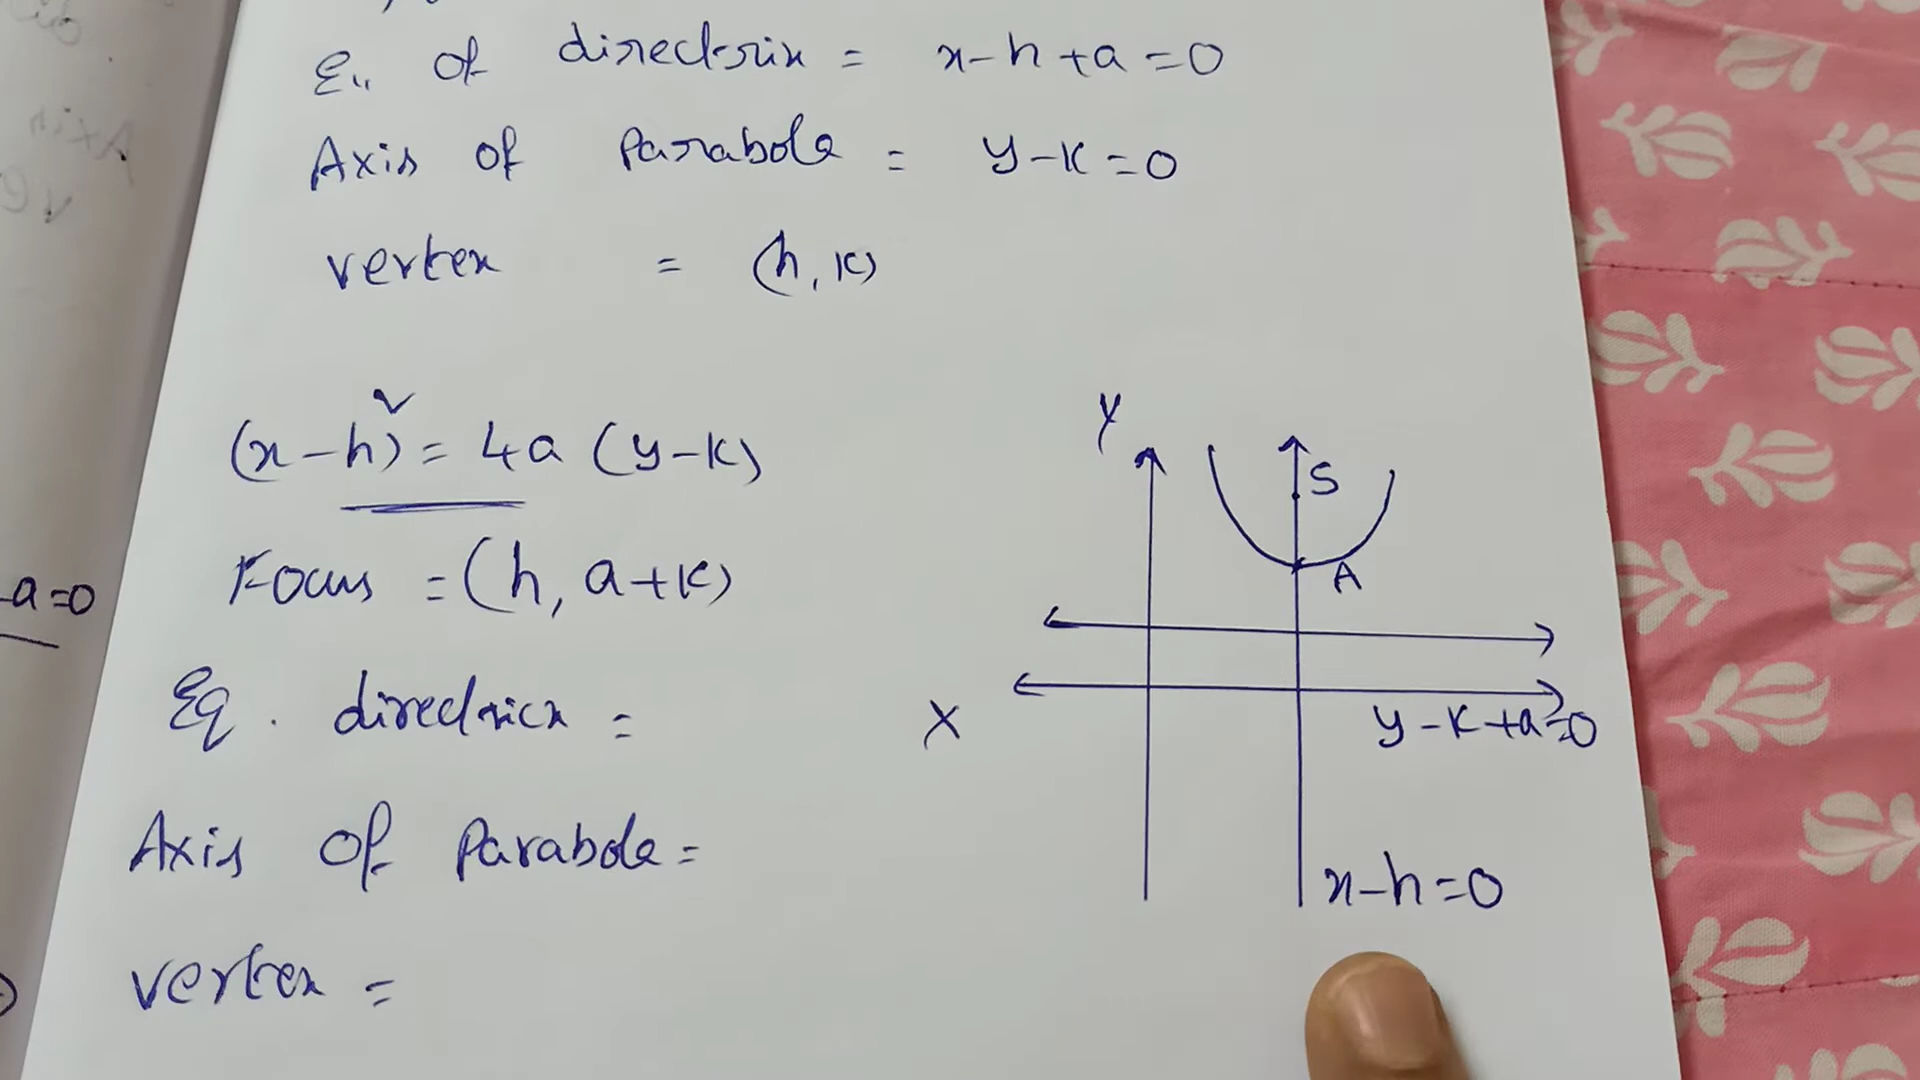 Eq of directrix = x-h+a=0
Axis of Parabola = y-k=0
vertex = (h, k)
(x-h)² = 4a (y-k)
Focus = (h, a+k)
Eq. directrix =
Axis of Parabola =
vertex =
Y
S
A
X
y-k+a=0
x-h=0
-a=0